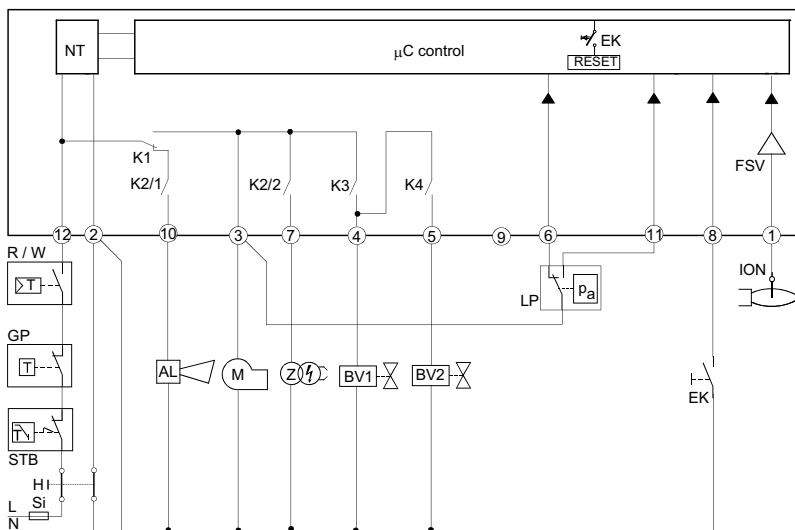 NT
μC control
EK
RESET
K1
K2/1
K2/2
K3
K4
FSV
12
2
10
3
7
4
5
9
6
11
8
1
R / W
T
LP
pa
ION
GP
T
AL
M
Z
BV1
BV2
EK
T
STB
H
Si
L
N